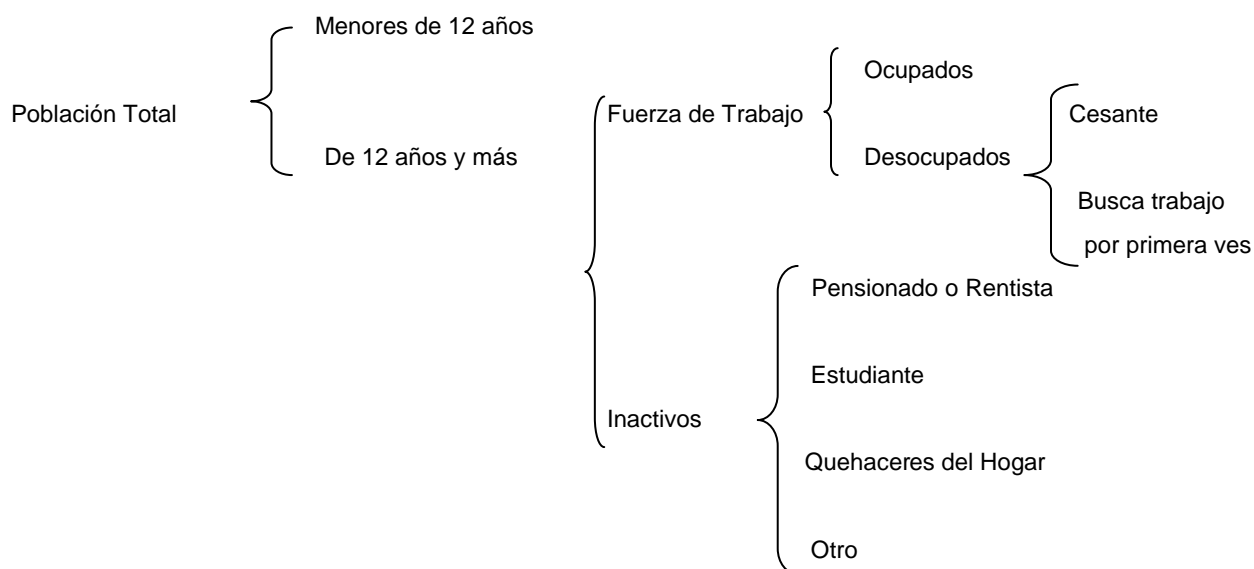 Población Total
Menores de 12 años
De 12 años y más
Fuerza de Trabajo
Ocupados
Desocupados
Cesante
Busca trabajo
por primera ves
Inactivos
Pensionado o Rentista
Estudiante
Quehaceres del Hogar
Otro